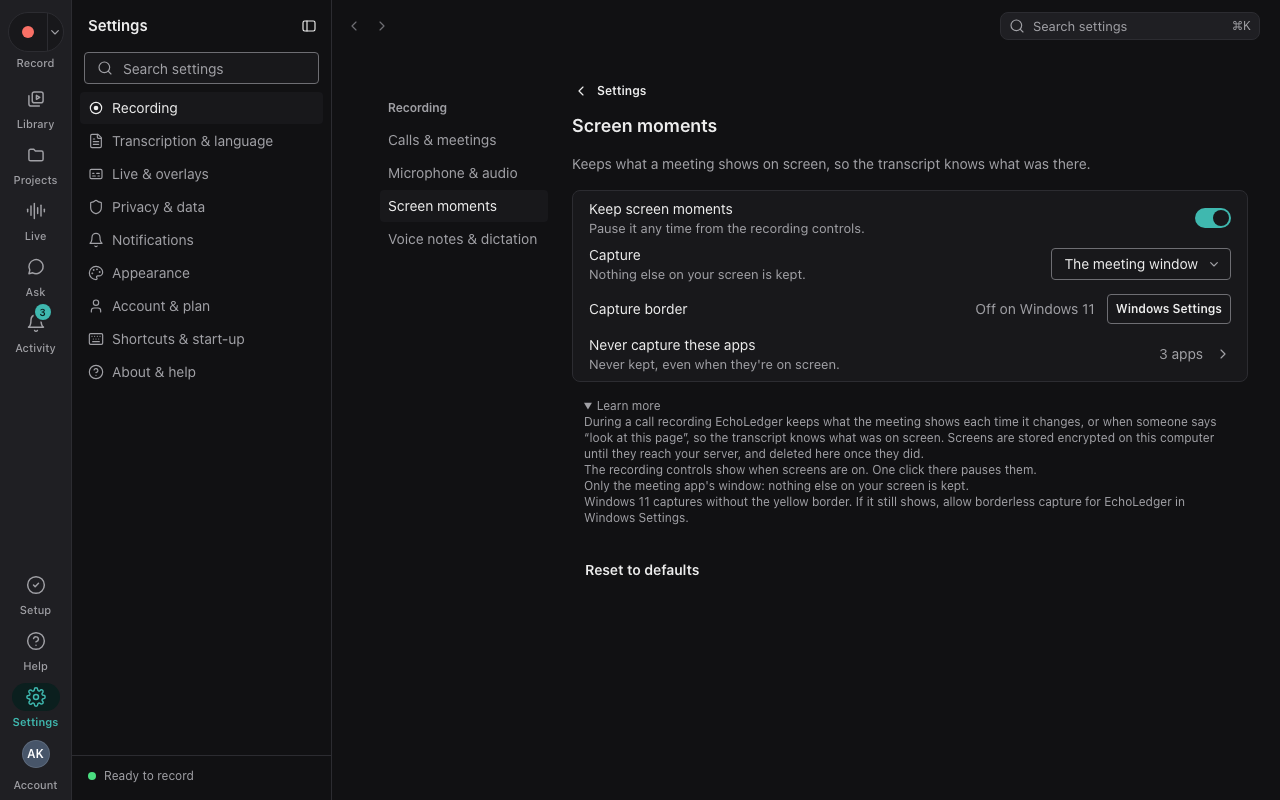 Record
Library
Projects
Live
Ask
3
Activity
Setup
Help
Settings
AK
Account
Settings
Search settings
Recording
Transcription & language
Live & overlays
Privacy & data
Notifications
Appearance
Account & plan
Shortcuts & start-up
About & help
Ready to record
Search settings ⌘K
Recording
Calls & meetings
Microphone & audio
Screen moments
Voice notes & dictation
Settings
Screen moments
Keeps what a meeting shows on screen, so the transcript knows what was there.
Keep screen moments
Pause it any time from the recording controls.
Capture
Nothing else on your screen is kept.
The meeting window
Capture border
Off on Windows 11
Windows Settings
Never capture these apps
Never kept, even when they're on screen.
3 apps
Learn more
During a call recording EchoLedger keeps what the meeting shows each time it changes, or when someone says
“look at this page”, so the transcript knows what was on screen. Screens are stored encrypted on this computer
until they reach your server, and deleted here once they did.
The recording controls show when screens are on. One click there pauses them.
Only the meeting app's window: nothing else on your screen is kept.
Windows 11 captures without the yellow border. If it still shows, allow borderless capture for EchoLedger in
Windows Settings.
Reset to defaults